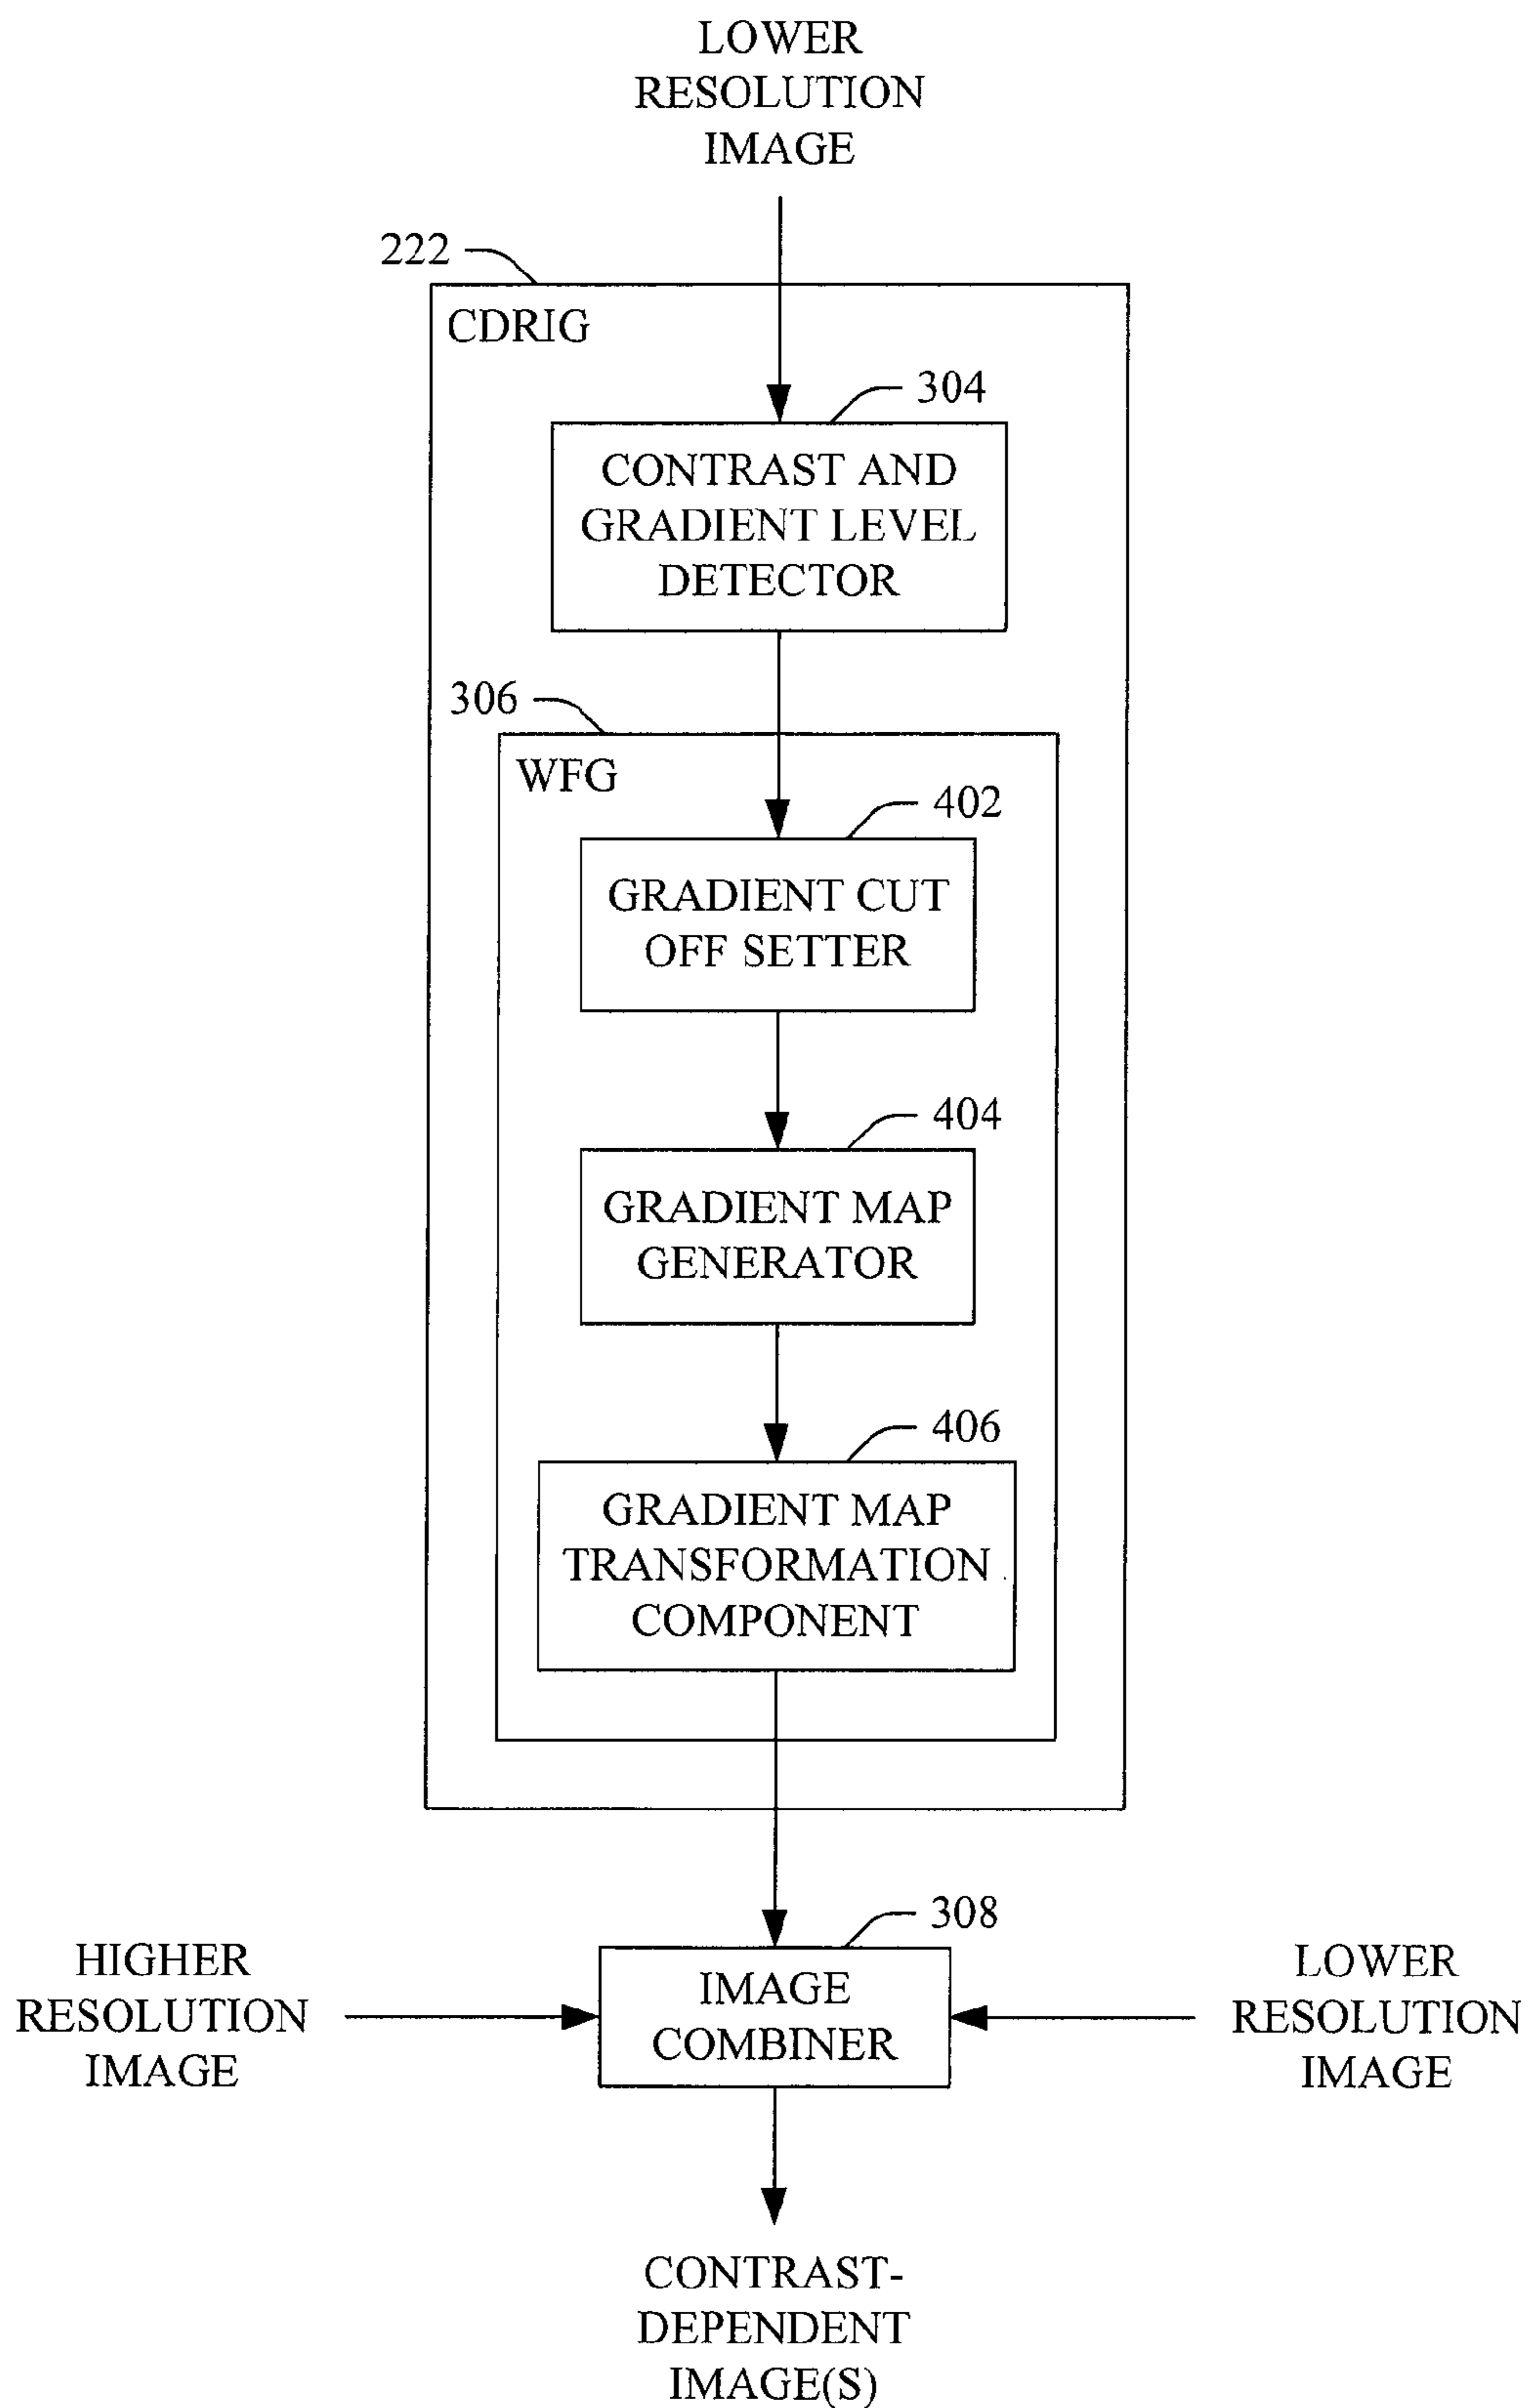 LOWER
RESOLUTION
IMAGE
222
CDRIG
304
CONTRAST AND
GRADIENT LEVEL
DETECTOR
306
WFG
402
GRADIENT CUT
OFF SETTER
404
GRADIENT MAP
GENERATOR
406
GRADIENT MAP
TRANSFORMATION
COMPONENT
308
HIGHER
RESOLUTION
IMAGE
IMAGE
COMBINER
LOWER
RESOLUTION
IMAGE
CONTRAST-
DEPENDENT
IMAGE(S)